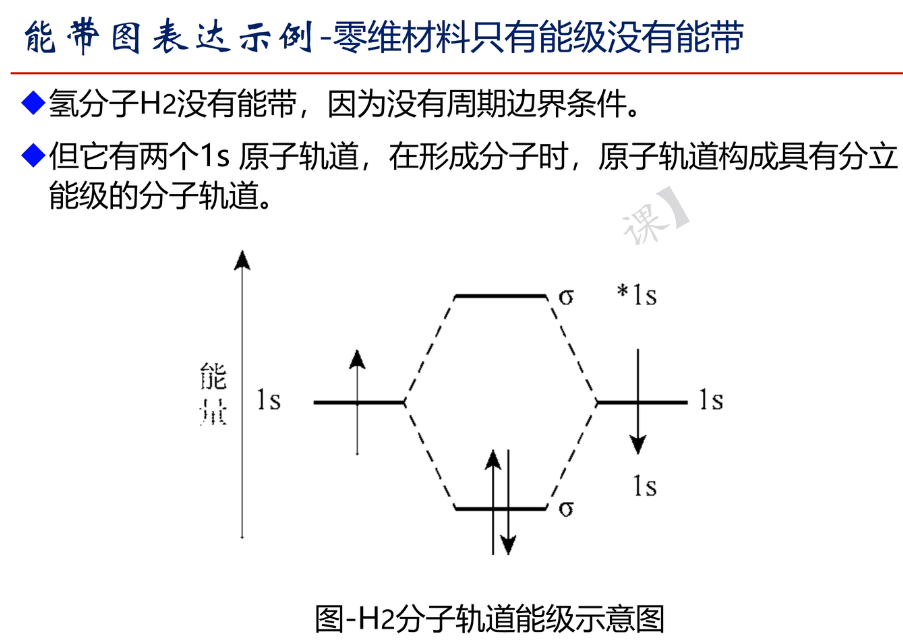 能带图表达示例-零维材料只有能级没有能带
◆氢分子H2没有能带，因为没有周期边界条件。
◆但它有两个1s 原子轨道，在形成分子时，原子轨道构成具有分立
能级的分子轨道。
课】
σ *1s
能
量
1s
1s
1s
σ
图-H2分子轨道能级示意图